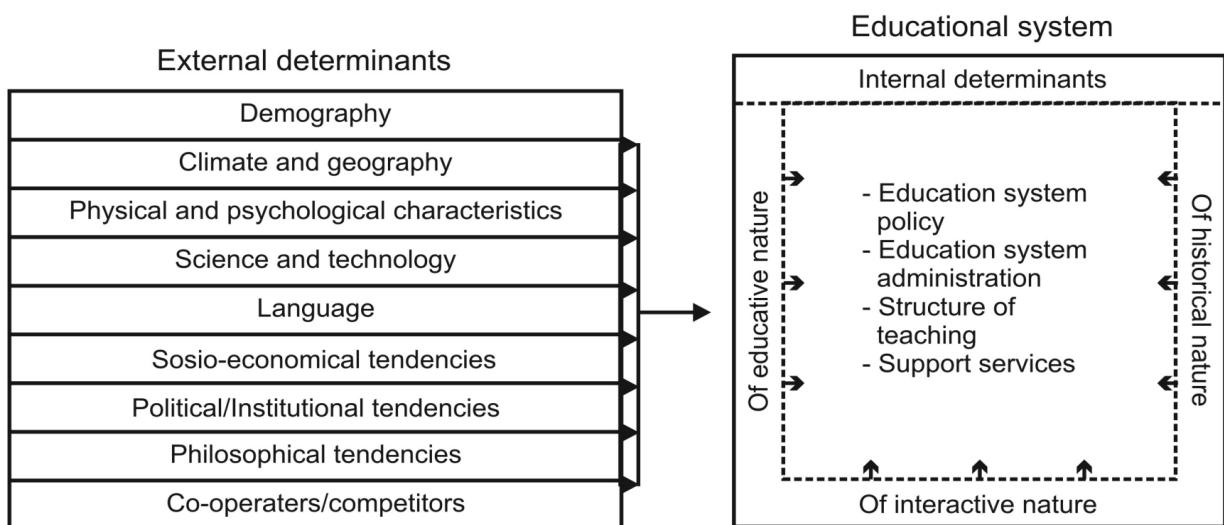 External determinants
Demography
Climate and geography
Physical and psychological characteristics
Science and technology
Language
Sosio-economical tendencies
Political/Institutional tendencies
Philosophical tendencies
Co-operaters/competitors
Educational system
Internal determinants
Of educative nature
- Education system
policy
- Education system
administration
- Structure of
teaching
- Support services
Of historical nature
Of interactive nature